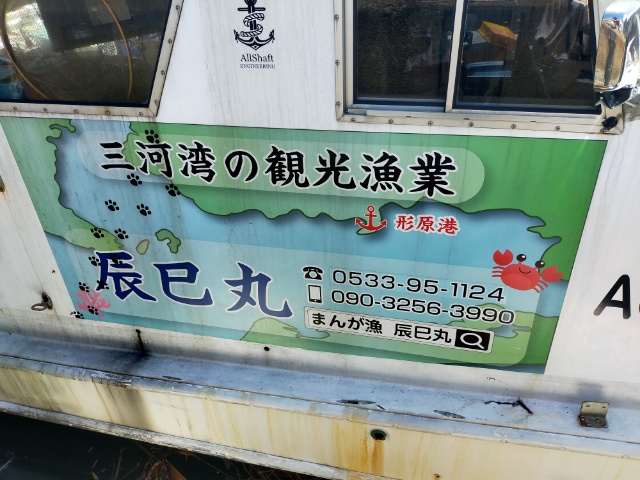 AllShaft
ENGINEERING
三河湾の観光漁業
形原港
辰巳丸
0533-95-1124
090-3256-3990
まんが漁 辰巳丸